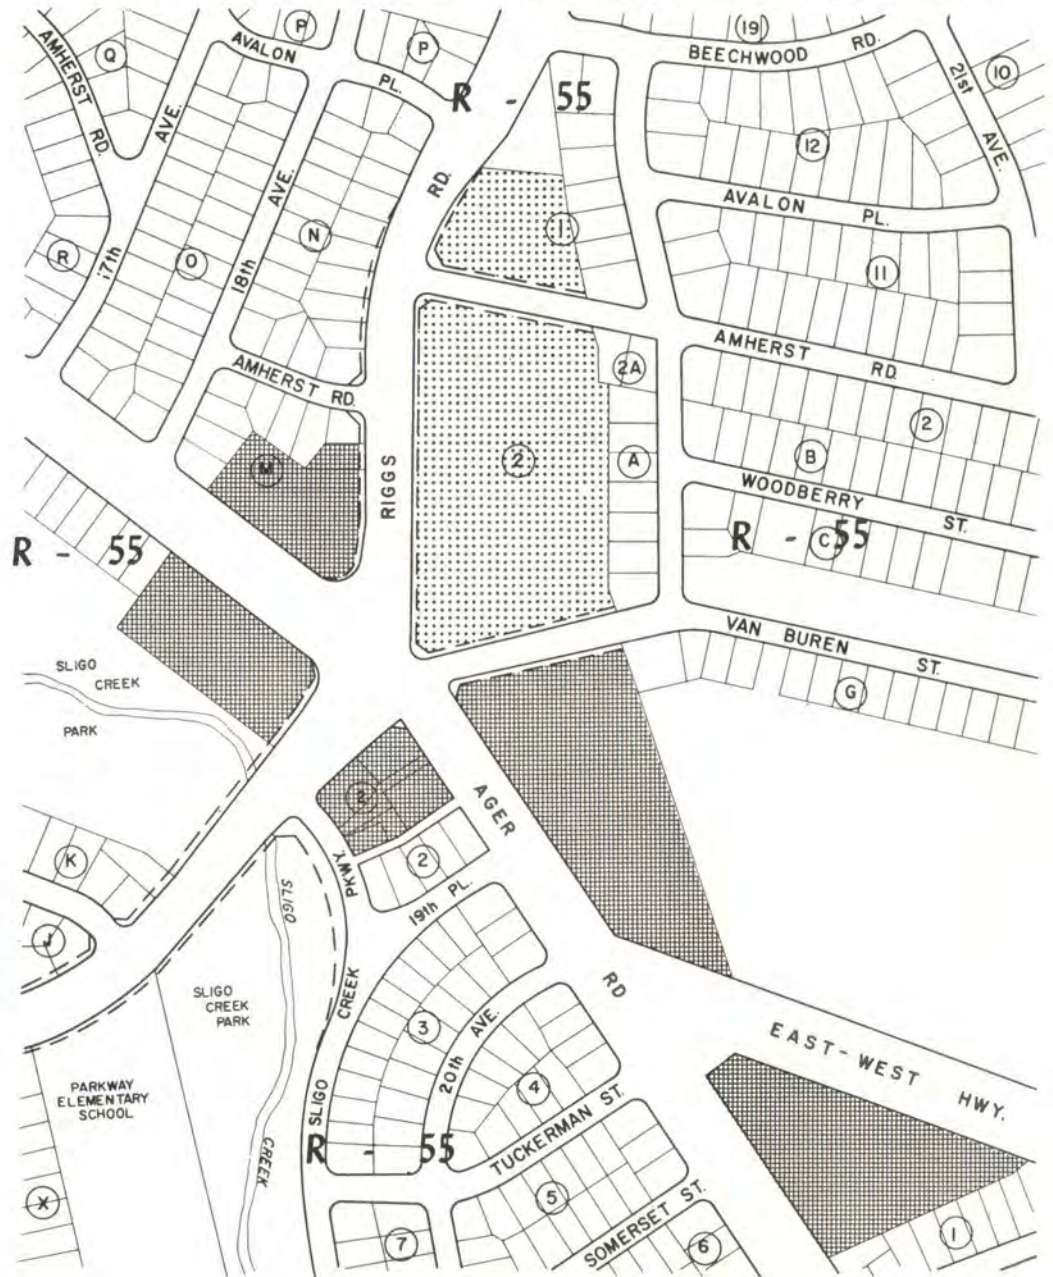 P
19
BEECHWOOD RD.
AMHERST RD.
Q
AVALON PL.
P
21st AVE.
10
R - 55
17th AVE.
18th AVE.
RD.
12
AVALON PL.
R
O
N
1
11
AMHERST RD.
AMHERST RD.
2A
2
M
RIGGS
2
A
B
WOODBERRY ST.
R - 55
R - 55
C
VAN BUREN ST.
SLIGO
CREEK
PARK
G
2
AGER
K
PKWY.
2
SLIGO
19th PL.
J
SLIGO
CREEK
PARK
CREEK
3
20th AVE.
RD
EAST-WEST HWY.
PARKWAY
ELEMENTARY
SCHOOL
SLIGO
4
TUCKERMAN ST.
R - 55
CREEK
X
5
SOMERSET ST.
7
6
1